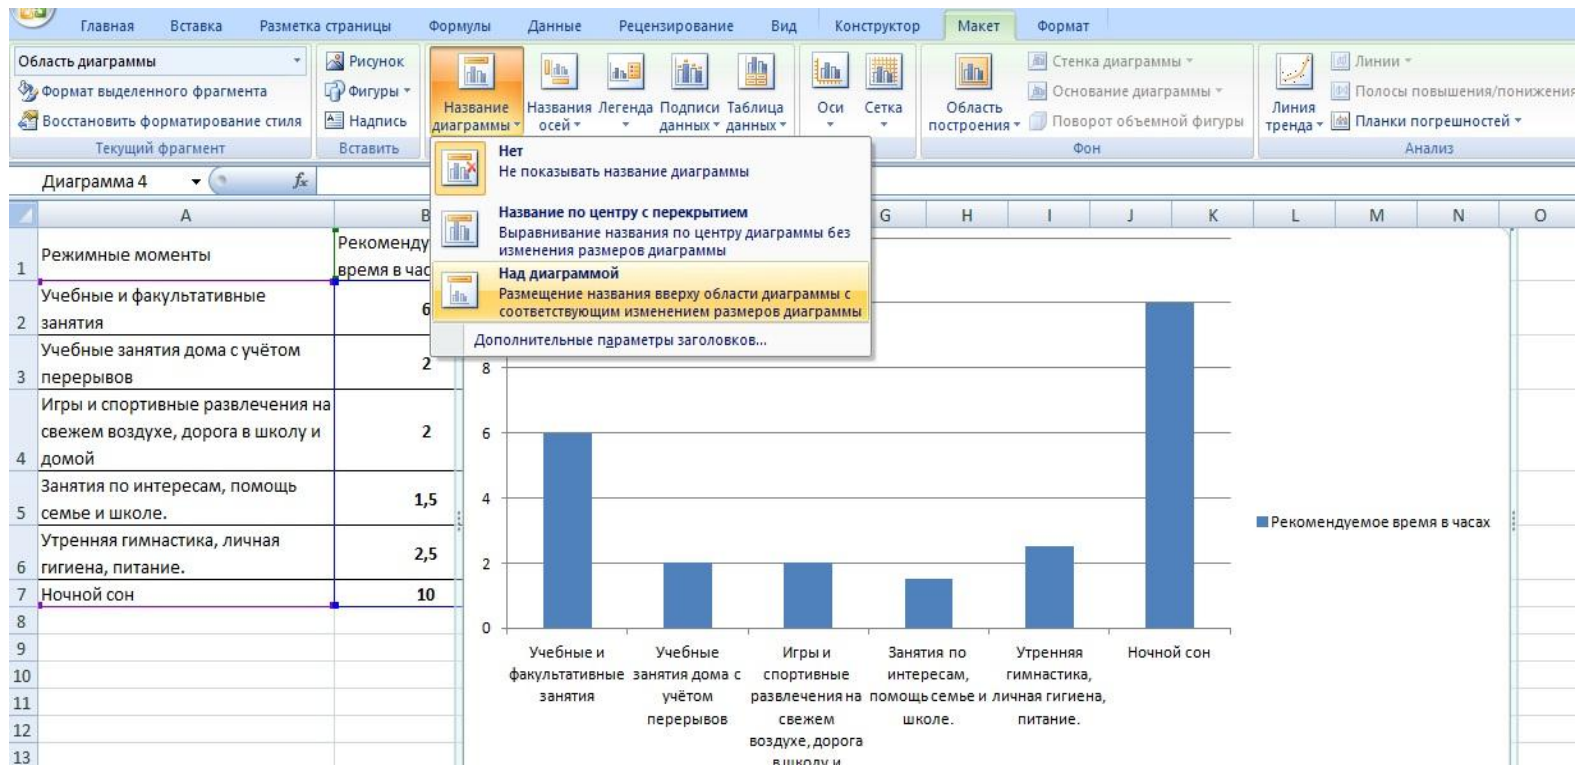 Главная Вставка Разметка страницы Формулы Данные Рецензирование Вид Конструктор Макет Формат
Область диаграммы
Формат выделенного фрагмента
Восстановить форматирование стиля
Текущий фрагмент
Рисунок
Фигуры
Надпись
Вставить
Название
диаграммы
Названия
осей
Легенда
Подписи
данных
Таблица
данных
Оси
Сетка
Область
построения
Стенка диаграммы
Основание диаграммы
Поворот объемной фигуры
Фон
Линия
тренда
Линии
Полосы повышения/понижения
Планки погрешностей
Анализ
Нет
Не показывать название диаграммы
Название по центру с перекрытием
Выравнивание названия по центру диаграммы без
изменения размеров диаграммы
Над диаграммой
Размещение названия вверху области диаграммы с
соответствующим изменением размеров диаграммы
Дополнительные параметры заголовков...
Диаграмма 4 fx
A B G H I J K L M N O
1 Режимные моменты
Рекоменду
время в час
2 Учебные и факультативные
занятия
6
3 Учебные занятия дома с учётом
перерывов
2
4 Игры и спортивные развлечения на
свежем воздухе, дорога в школу и
домой
2
5 Занятия по интересам, помощь
семье и школе.
1,5
6 Утренняя гимнастика, личная
гигиена, питание.
2,5
7 Ночной сон 10
8
9
10
11
12
13
8
6
4
2
0
Рекомендуемое время в часах
Учебные и
факультативные
занятия
Учебные
занятия дома с
учётом
перерывов
Игры и
спортивные
развлечения на
свежем
воздухе, дорога
в школу и
Занятия по
интересам,
помощь семье и
школе.
Утренняя
гимнастика,
личная гигиена,
питание.
Ночной сон